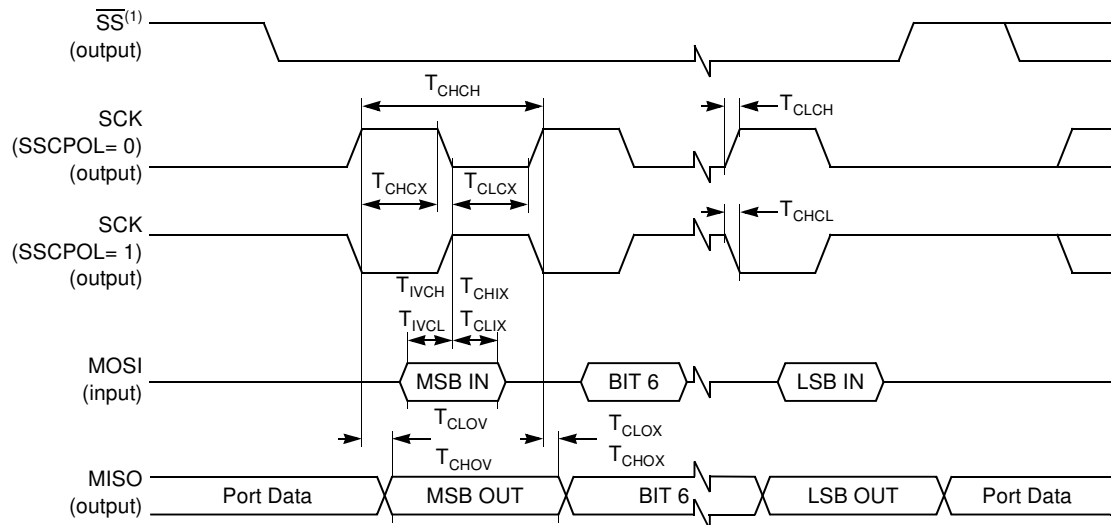 SS(1)
(output)
TCHCH
TCLCH
SCK
(SSCPOL= 0)
(output)
TCHCX
TCLCX
TCHCL
SCK
(SSCPOL= 1)
(output)
TIVCH
TCHIX
TIVCL
TCLIX
MOSI
(input)
MSB IN
BIT 6
LSB IN
TCLOV
TCLOX
TCHOV
TCHOX
MISO
(output)
Port Data
MSB OUT
BIT 6
LSB OUT
Port Data